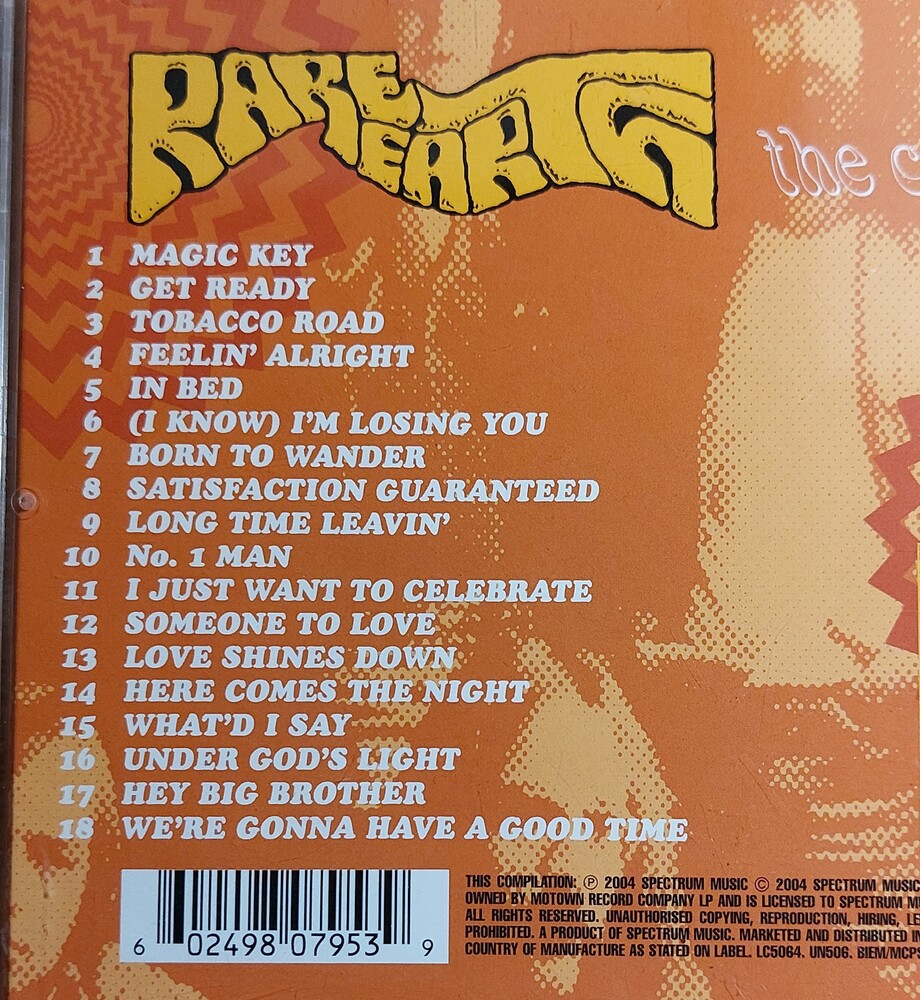 RARE EARTH
the c
1 MAGIC KEY
2 GET READY
3 TOBACCO ROAD
4 FEELIN' ALRIGHT
5 IN BED
6 (I KNOW) I'M LOSING YOU
7 BORN TO WANDER
8 SATISFACTION GUARANTEED
9 LONG TIME LEAVIN'
10 No. 1 MAN
11 I JUST WANT TO CELEBRATE
12 SOMEONE TO LOVE
13 LOVE SHINES DOWN
14 HERE COMES THE NIGHT
15 WHAT'D I SAY
16 UNDER GOD'S LIGHT
17 HEY BIG BROTHER
18 WE'RE GONNA HAVE A GOOD TIME
6 02498 07953 9
THIS COMPILATION: ℗ 2004 SPECTRUM MUSIC © 2004 SPECTRUM MUSIC
OWNED BY MOTOWN RECORD COMPANY LP AND IS LICENSED TO SPECTRUM MU
ALL RIGHTS RESERVED. UNAUTHORISED COPYING, REPRODUCTION, HIRING, LE
PROHIBITED. A PRODUCT OF SPECTRUM MUSIC. MARKETED AND DISTRIBUTED IN
COUNTRY OF MANUFACTURE AS STATED ON LABEL. LC5064. UN506. BIEM/MCPS